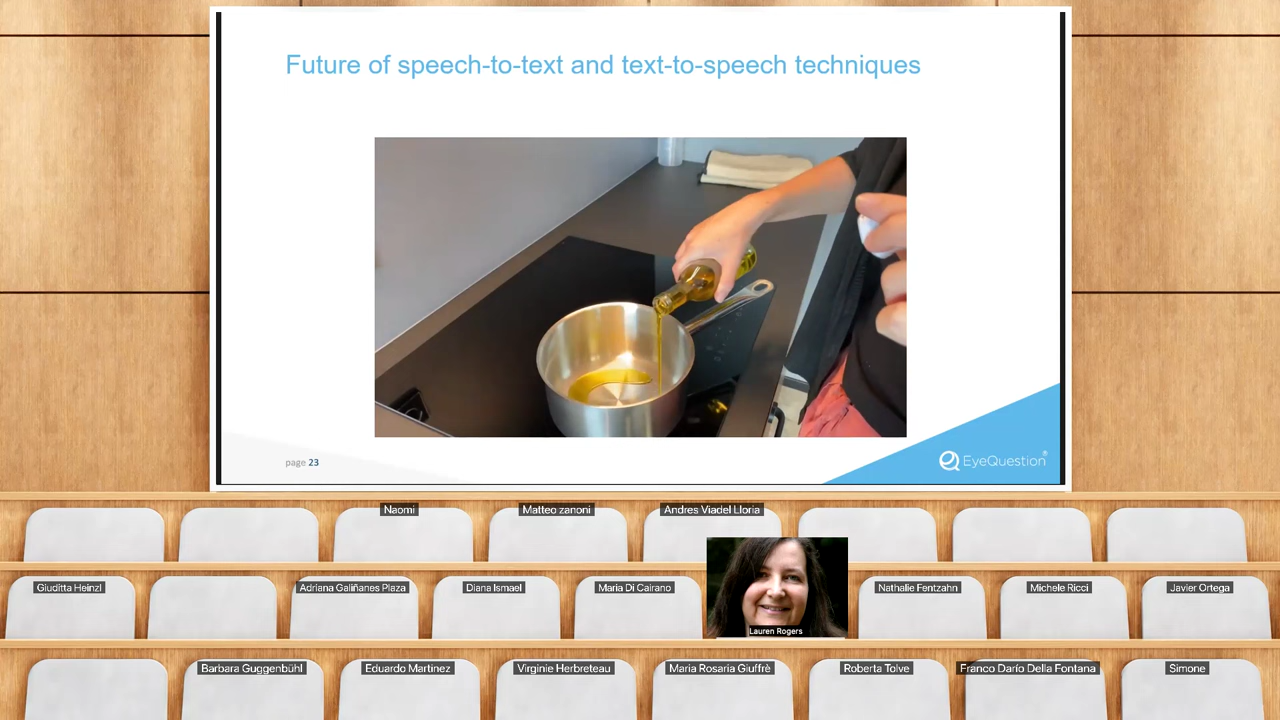 Future of speech-to-text and text-to-speech techniques
page 23
EyeQuestion®
Naomi
Matteo zanoni
Andres Viadel Lloria
Giuditta Heinzl
Adriana Galiñanes Plaza
Diana Ismael
Maria Di Cairano
Lauren Rogers
Nathalie Fentzahn
Michele Ricci
Javier Ortega
Barbara Guggenbühl
Eduardo Martinez
Virginie Herbreteau
Maria Rosaria Giuffrè
Roberta Tolve
Franco Darío Della Fontana
Simone